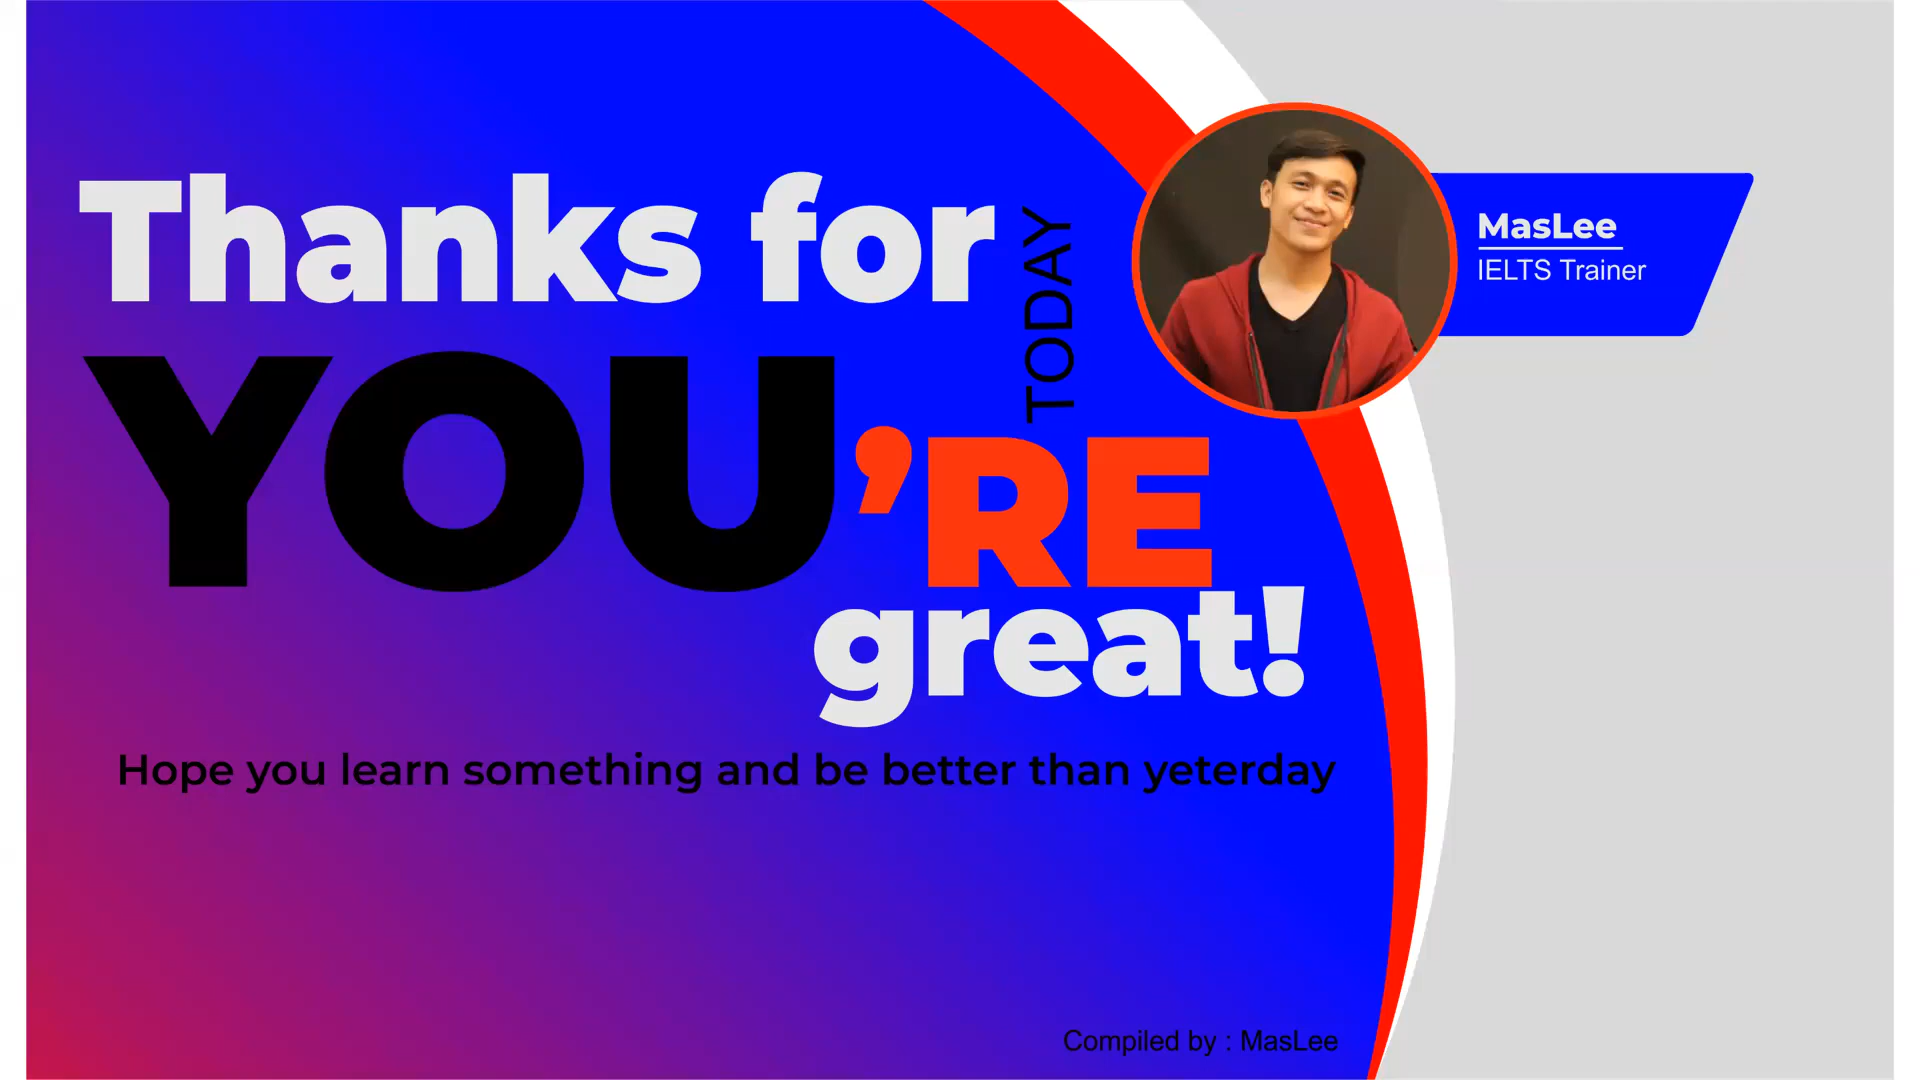 Thanks for
TODAY
YOU'RE
great!
Hope you learn something and be better than yeterday
MasLee
IELTS Trainer
Compiled by : MasLee